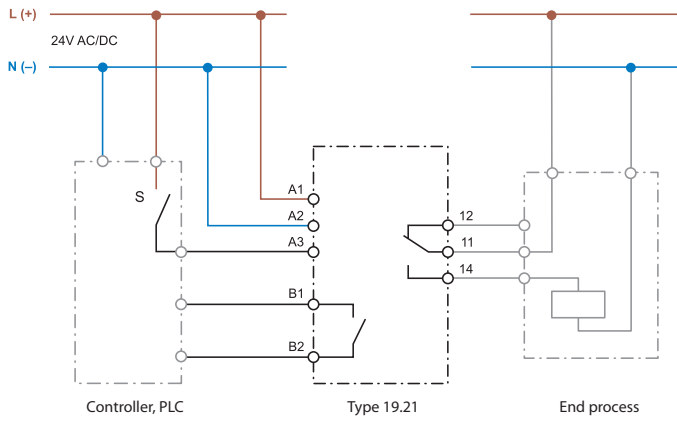 L (+)
24V AC/DC
N (–)
S
A1
A2
A3
B1
B2
12
11
14
Controller, PLC
Type 19.21
End process